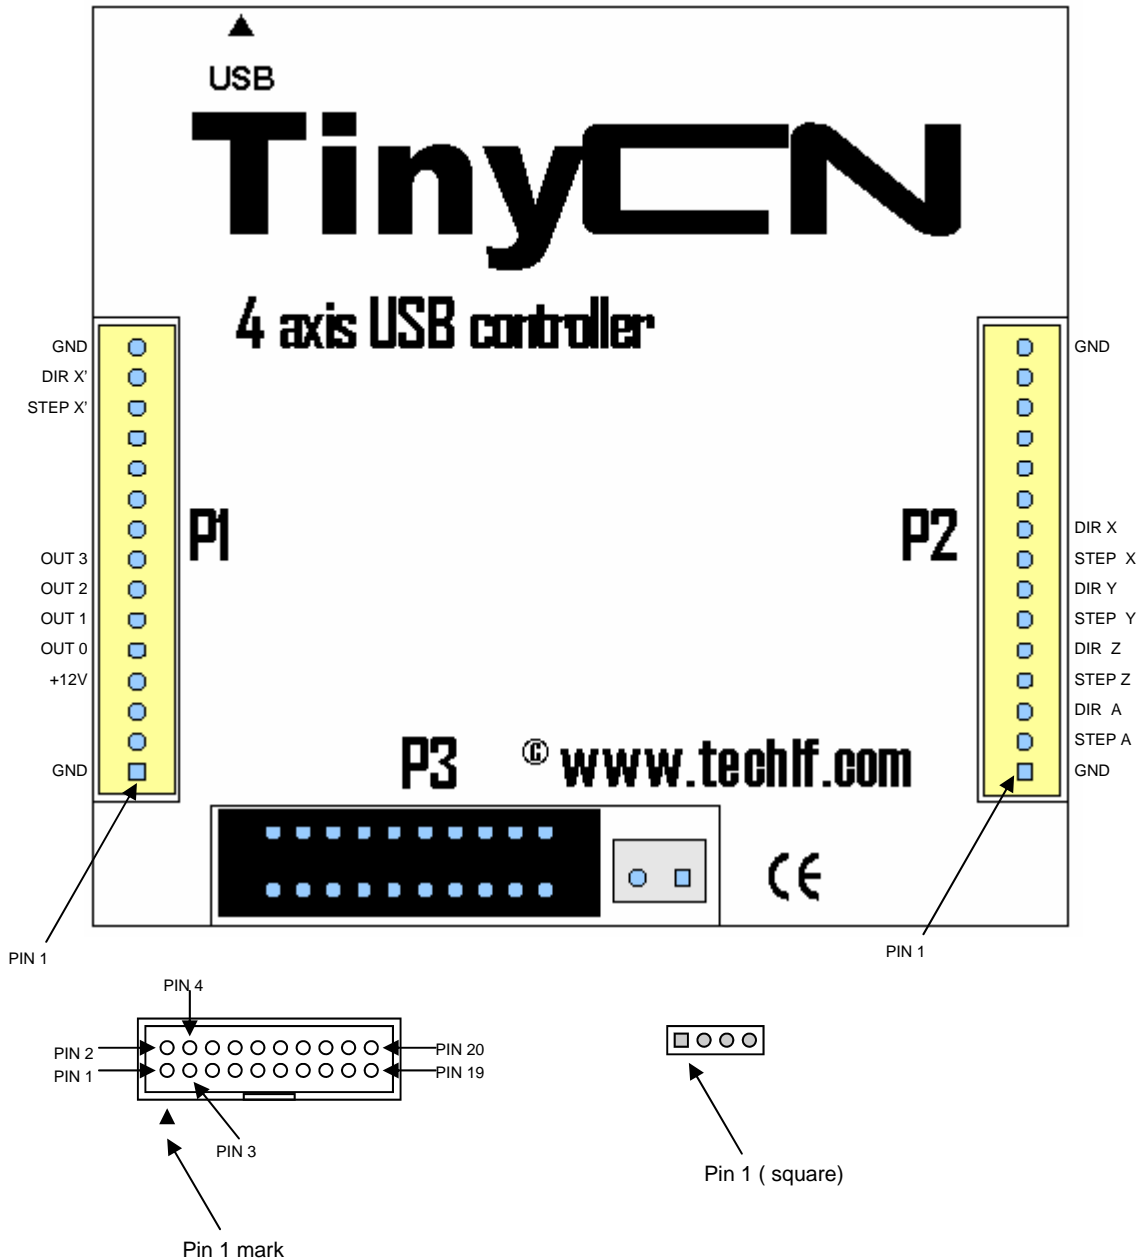 USB
TinyCN
4 axis USB controller
GND
DIR X'
STEP X'
P1
OUT 3
OUT 2
OUT 1
OUT 0
+12V
GND
GND
P2
DIR X
STEP X
DIR Y
STEP Y
DIR Z
STEP Z
DIR A
STEP A
GND
P3
© www.techlf.com
CE
PIN 1
PIN 1
PIN 4
PIN 2
PIN 1
PIN 20
PIN 19
PIN 3
Pin 1 mark
Pin 1 ( square)